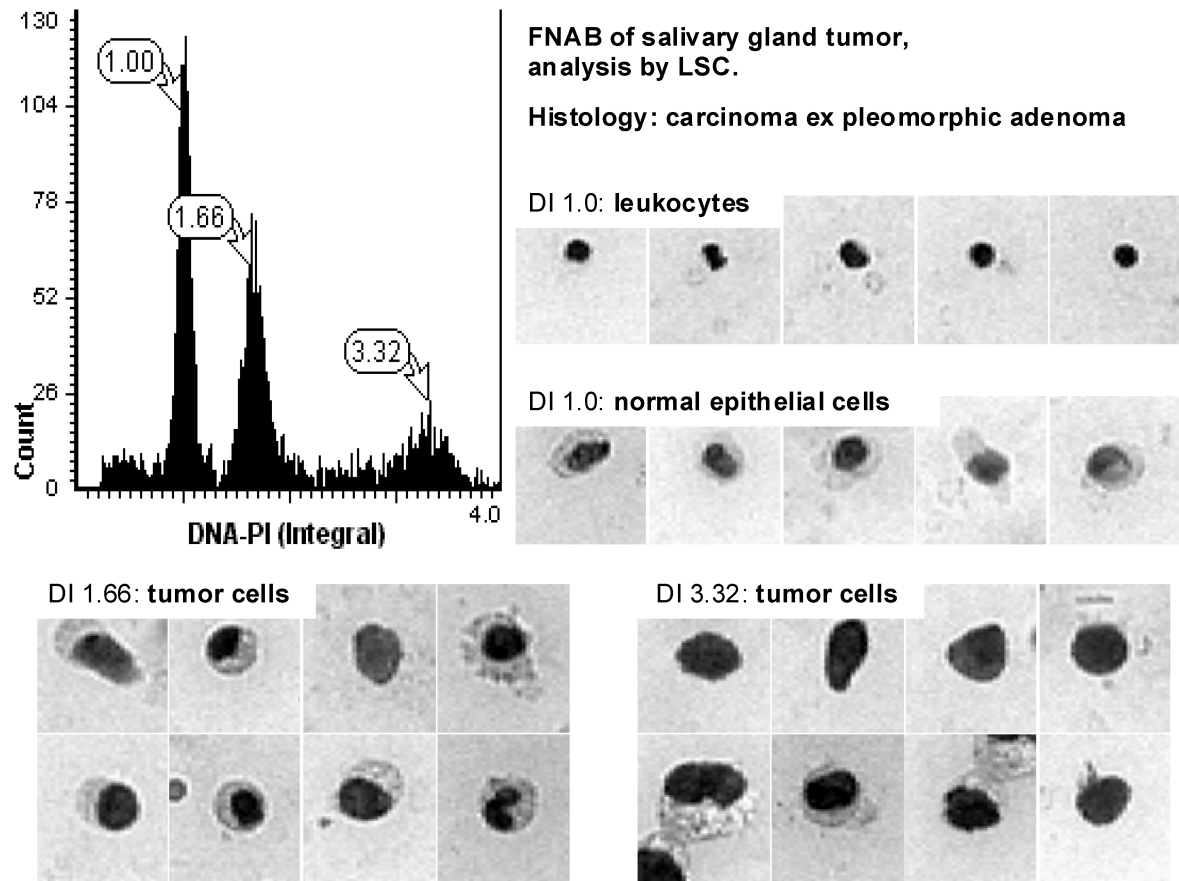 130
104
78
52
26
0
Count
1.00
1.66
3.32
4.0
DNA-PI (Integral)
FNAB of salivary gland tumor,
analysis by LSC.
Histology: carcinoma ex pleomorphic adenoma
DI 1.0: leukocytes
DI 1.0: normal epithelial cells
DI 1.66: tumor cells
DI 3.32: tumor cells